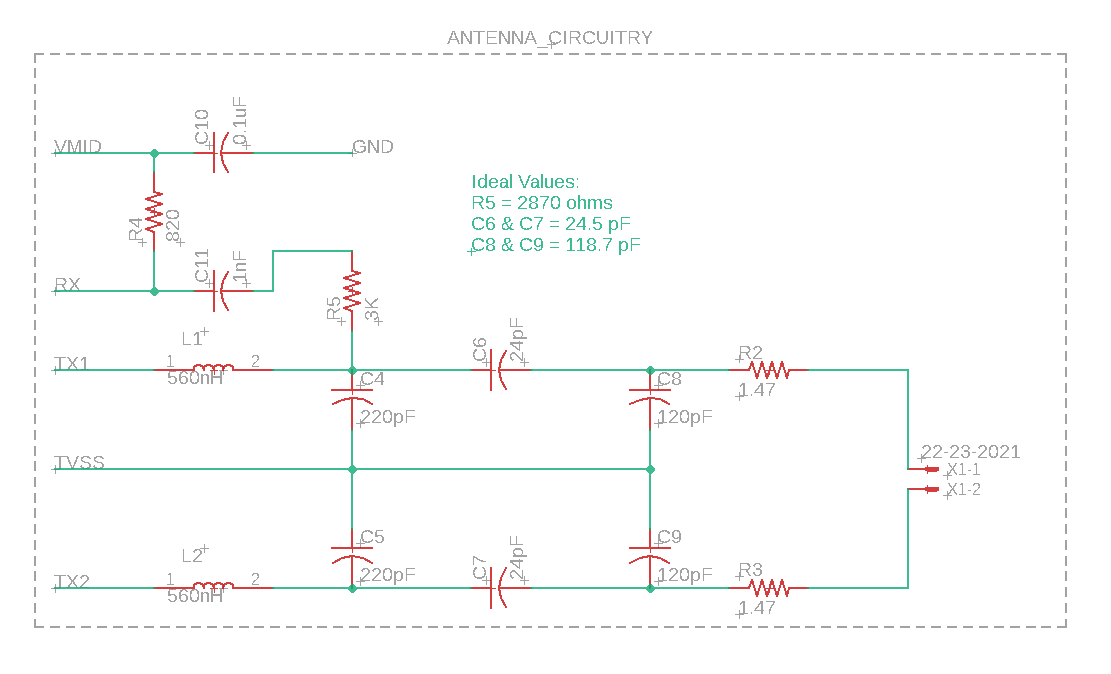 ANTENNA_CIRCUITRY
C10
0.1uF
VMID
GND
Ideal Values:
R5 = 2870 ohms
C6 & C7 = 24.5 pF
C8 & C9 = 118.7 pF
R4
820
C11
1nF
RX
R5
3K
L1
C6
24pF
TX1
1
2
560nH
C4
220pF
C8
120pF
R2
1.47
TVSS
22-23-2021
X1-1
X1-2
C5
220pF
C9
120pF
L2
C7
24pF
TX2
1
2
560nH
R3
1.47